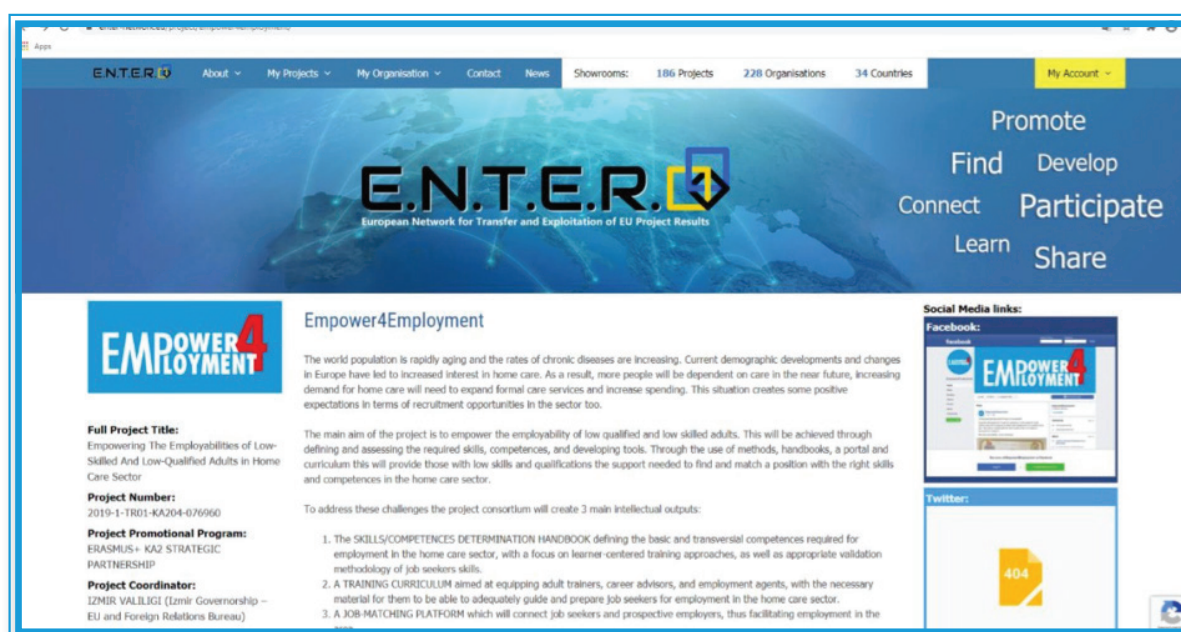 Apps
E.N.T.E.R.
About
My Projects
My Organisation
Contact
News
Showrooms:
186 Projects
228 Organisations
34 Countries
My Account
Promote
Find
Develop
Connect
Participate
Learn
Share
E.N.T.E.R.
European Network for Transfer and Exploitation of EU Project Results
EMPOWER
EMPLOYMENT
4
Full Project Title:
Empowering The Employabilities of Low-
Skilled And Low-Qualified Adults in Home
Care Sector
Project Number:
2019-1-TR01-KA204-076960
Project Promotional Program:
ERASMUS+ KA2 STRATEGIC
PARTNERSHIP
Project Coordinator:
IZMIR VALILIGI (Izmir Governorship –
EU and Foreign Relations Bureau)
Empower4Employment
The world population is rapidly aging and the rates of chronic diseases are increasing. Current demographic developments and changes
in Europe have led to increased interest in home care. As a result, more people will be dependent on care in the near future, increasing
demand for home care will need to expand formal care services and increase spending. This situation creates some positive
expectations in terms of recruitment opportunities in the sector too.
The main aim of the project is to empower the employability of low qualified and low skilled adults. This will be achieved through
defining and assessing the required skills, competences, and developing tools. Through the use of methods, handbooks, a portal and
curriculum this will provide those with low skills and qualifications the support needed to find and match a position with the right skills
and competences in the home care sector.
To address these challenges the project consortium will create 3 main intellectual outputs:
1. The SKILLS/COMPETENCES DETERMINATION HANDBOOK defining the basic and transversial competences required for
employment in the home care sector, with a focus on learner-centered training approaches, as well as appropriate validation
methodology of job seekers skills.
2. A TRAINING CURRICULUM aimed at equipping adult trainers, career advisors, and employment agents, with the necessary
material for them to be able to adequately guide and prepare job seekers for employment in the home care sector.
3. A JOB-MATCHING PLATFORM which will connect job seekers and prospective employers, thus facilitating employment in the
Social Media links:
Facebook:
facebook
EMPOWER
EMPLOYMENT
4
Twitter:
404